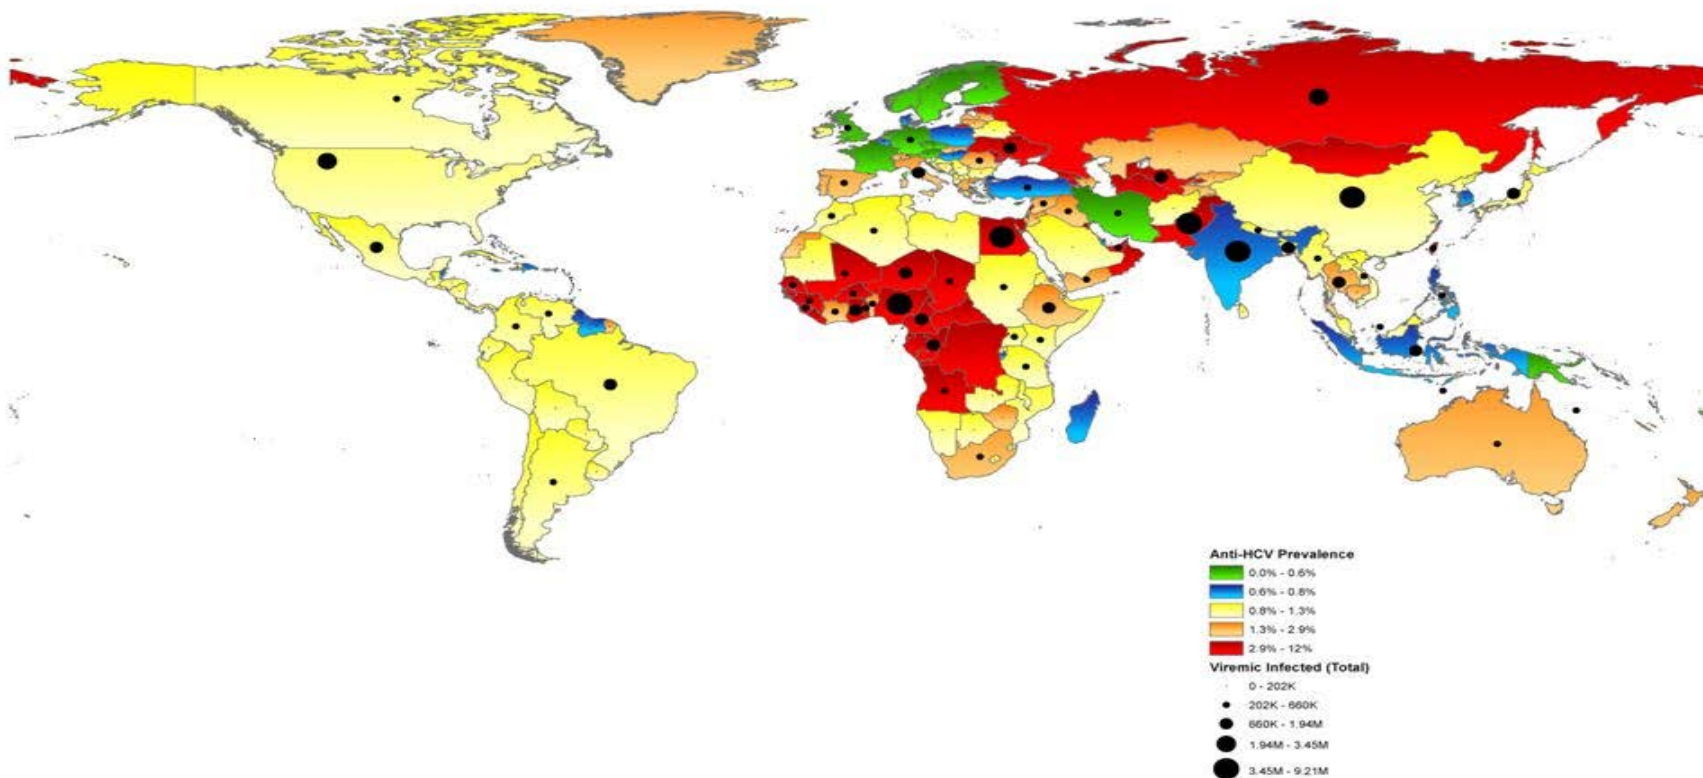 Anti-HCV Prevalence
0.0% - 0.6%
0.6% - 0.8%
0.8% - 1.3%
1.3% - 2.9%
2.9% - 12%
Viremic Infected (Total)
0 - 202K
202K - 660K
660K - 1.94M
1.94M - 3.45M
3.45M - 9.21M